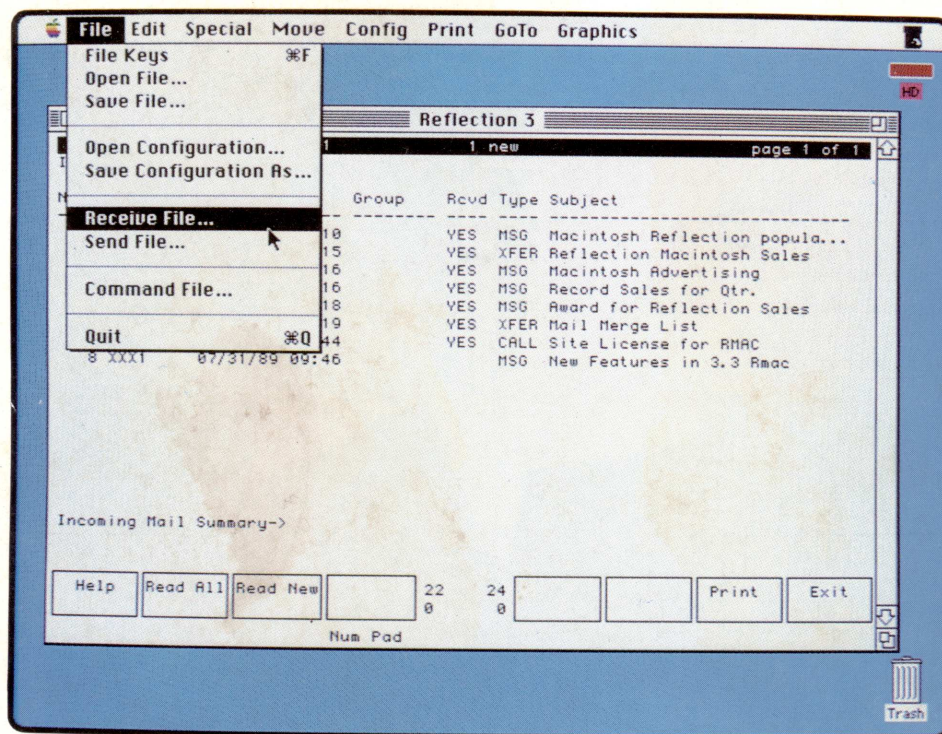 File Edit Special Move Config Print GoTo Graphics
File Keys ⌘F
Open File...
Save File...
Open Configuration...
Save Configuration As...
Receive File...
Send File...
Command File...
Quit ⌘Q
HD
Reflection 3
1 1 new page 1 of 1
I
N Group Rcvd Type Subject
10 YES MSG Macintosh Reflection popula...
15 YES XFER Reflection Macintosh Sales
16 YES MSG Macintosh Advertising
16 YES MSG Record Sales for Qtr.
18 YES MSG Award for Reflection Sales
19 YES XFER Mail Merge List
44 YES CALL Site License for RMAC
8 XXX1 07/31/89 09:46 MSG New Features in 3.3 Rmac
Incoming Mail Summary->
Help Read All Read New 22 24 Print Exit
0 0
Num Pad
Trash